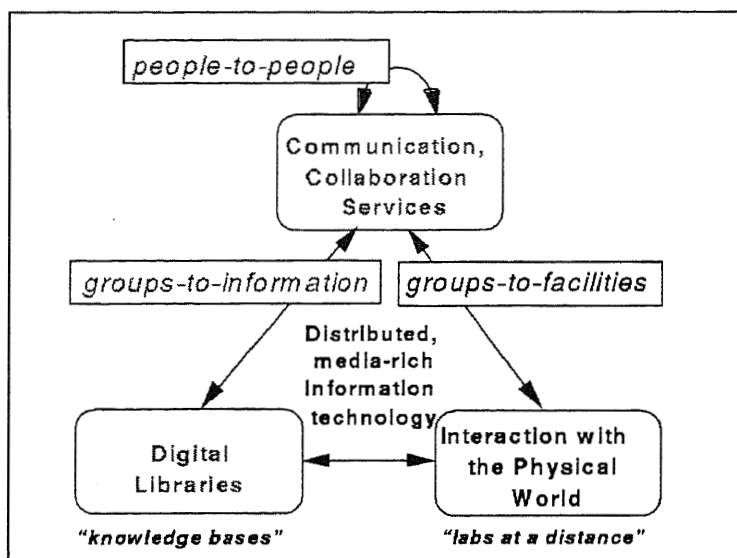 people-to-people
Communication,
Collaboration
Services
groups-to-information
groups-to-facilities
Distributed,
media-rich
information
technology
Digital
Libraries
Interaction with
the Physical
World
"knowledge bases"
"labs at a distance"